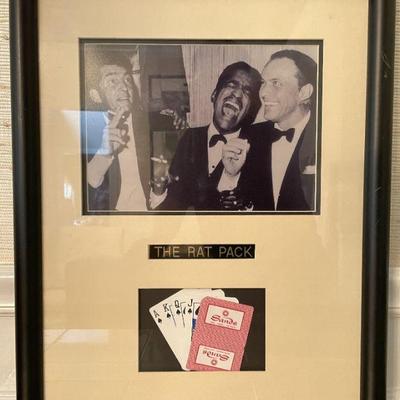 THE RAT PACK
A K Q J
Sands
Sands